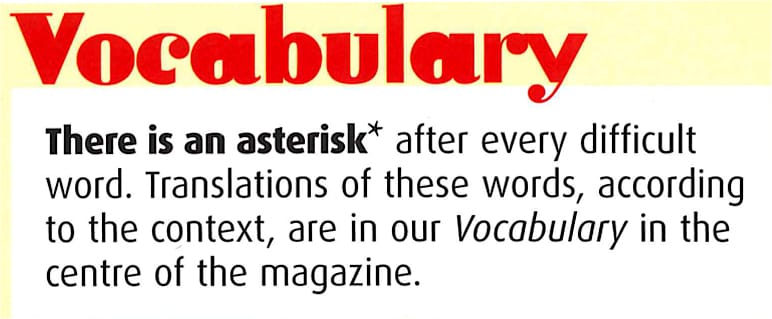 Vocabulary
There is an asterisk* after every difficult
word. Translations of these words, according
to the context, are in our Vocabulary in the
centre of the magazine.